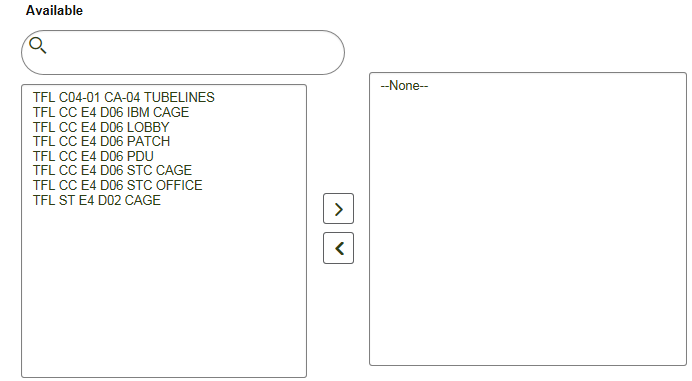 Available
TFL C04-01 CA-04 TUBELINES
TFL CC E4 D06 IBM CAGE
TFL CC E4 D06 LOBBY
TFL CC E4 D06 PATCH
TFL CC E4 D06 PDU
TFL CC E4 D06 STC CAGE
TFL CC E4 D06 STC OFFICE
TFL ST E4 D02 CAGE
--None--